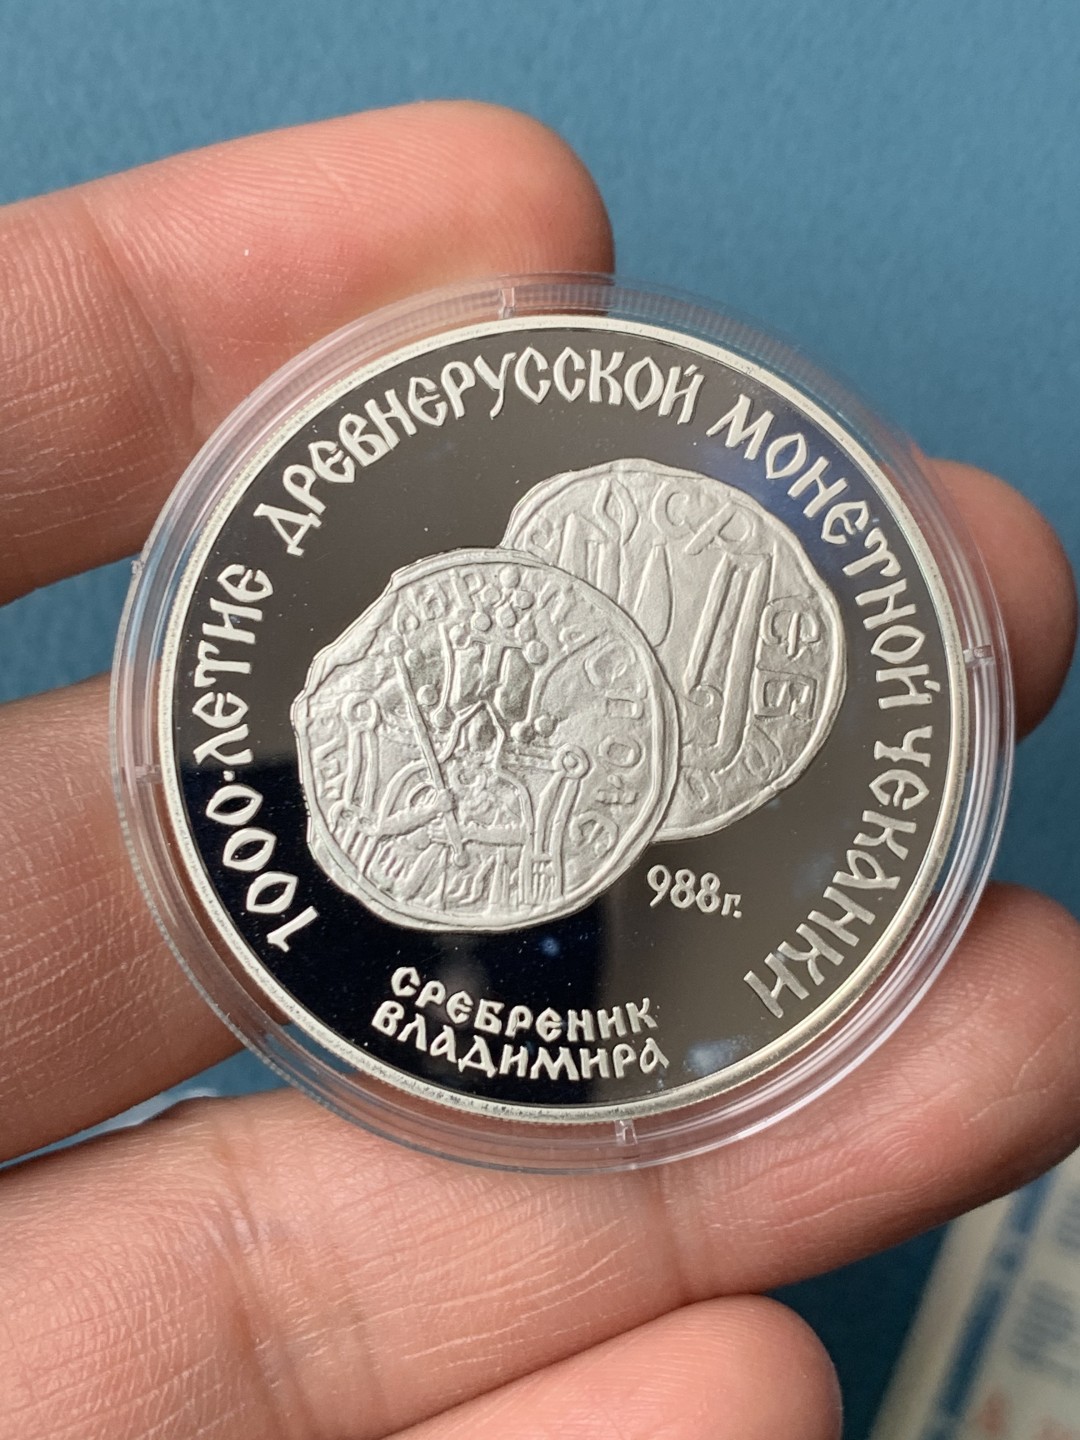 1000-ЛЕТИЕ ДРЕВНЕРУССКОЙ МОНЕТНОЙ ЧЕКАНКИ
988г.
СРЕБРЕНИК
ВЛАДИМИРА